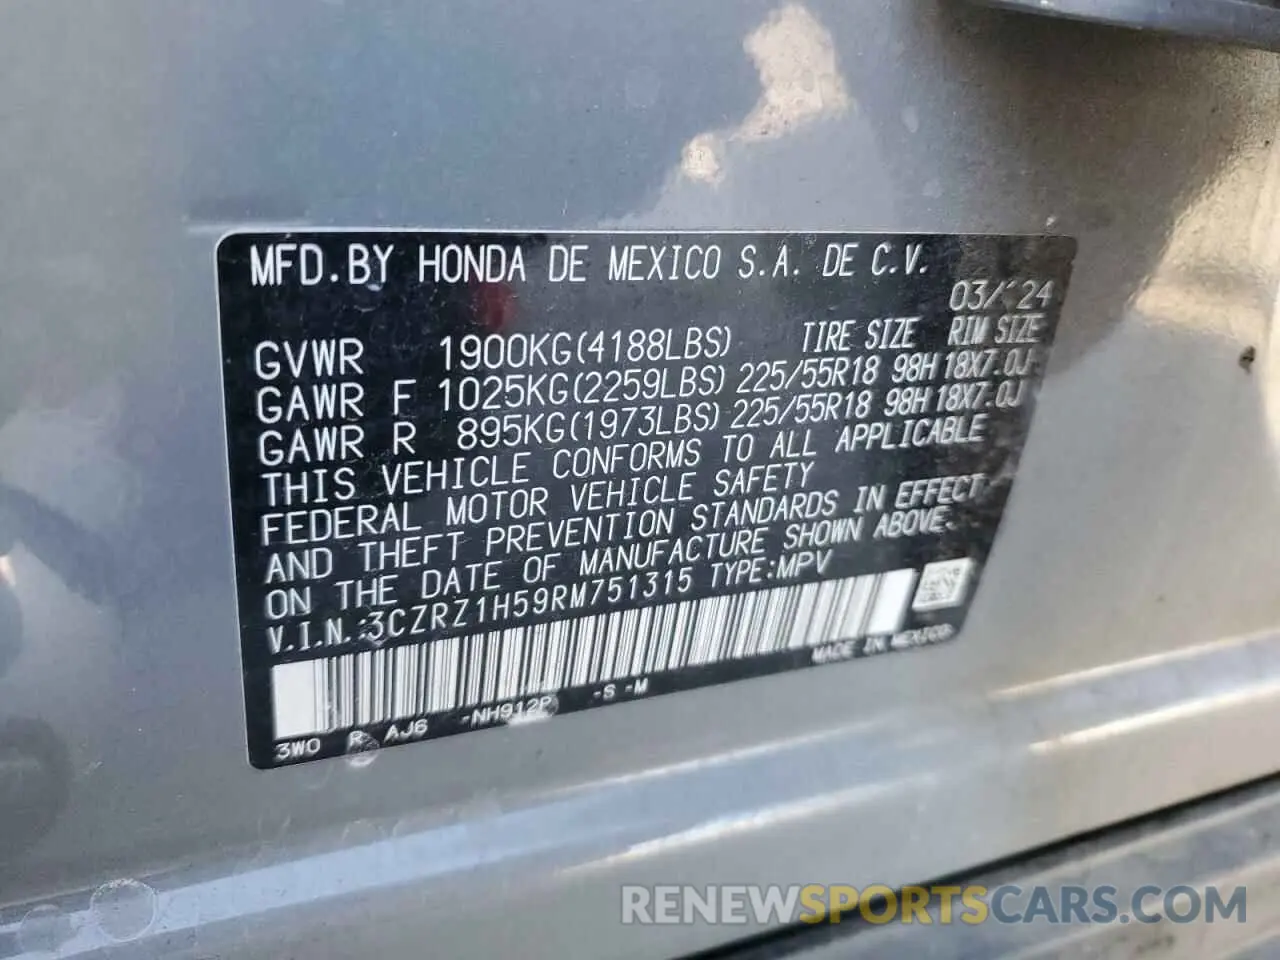 MFD.BY HONDA DE MEXICO S.A. DE C.V.
03/24
GVWR 1900KG(4188LBS) TIRE SIZE RIM SIZE
GAWR F 1025KG(2259LBS) 225/55R18 98H 18X7.0J
GAWR R 895KG(1973LBS) 225/55R18 98H 18X7.0J
THIS VEHICLE CONFORMS TO ALL APPLICABLE
FEDERAL MOTOR VEHICLE SAFETY
AND THEFT PREVENTION STANDARDS IN EFFECT
ON THE DATE OF MANUFACTURE SHOWN ABOVE.
V.I.N.:3CZRZ1H59RM751315 TYPE:MPV
MADE IN MEXICO
3WO R AJ6 -NH912P -S -M
RENEWSPORTSCARS.COM